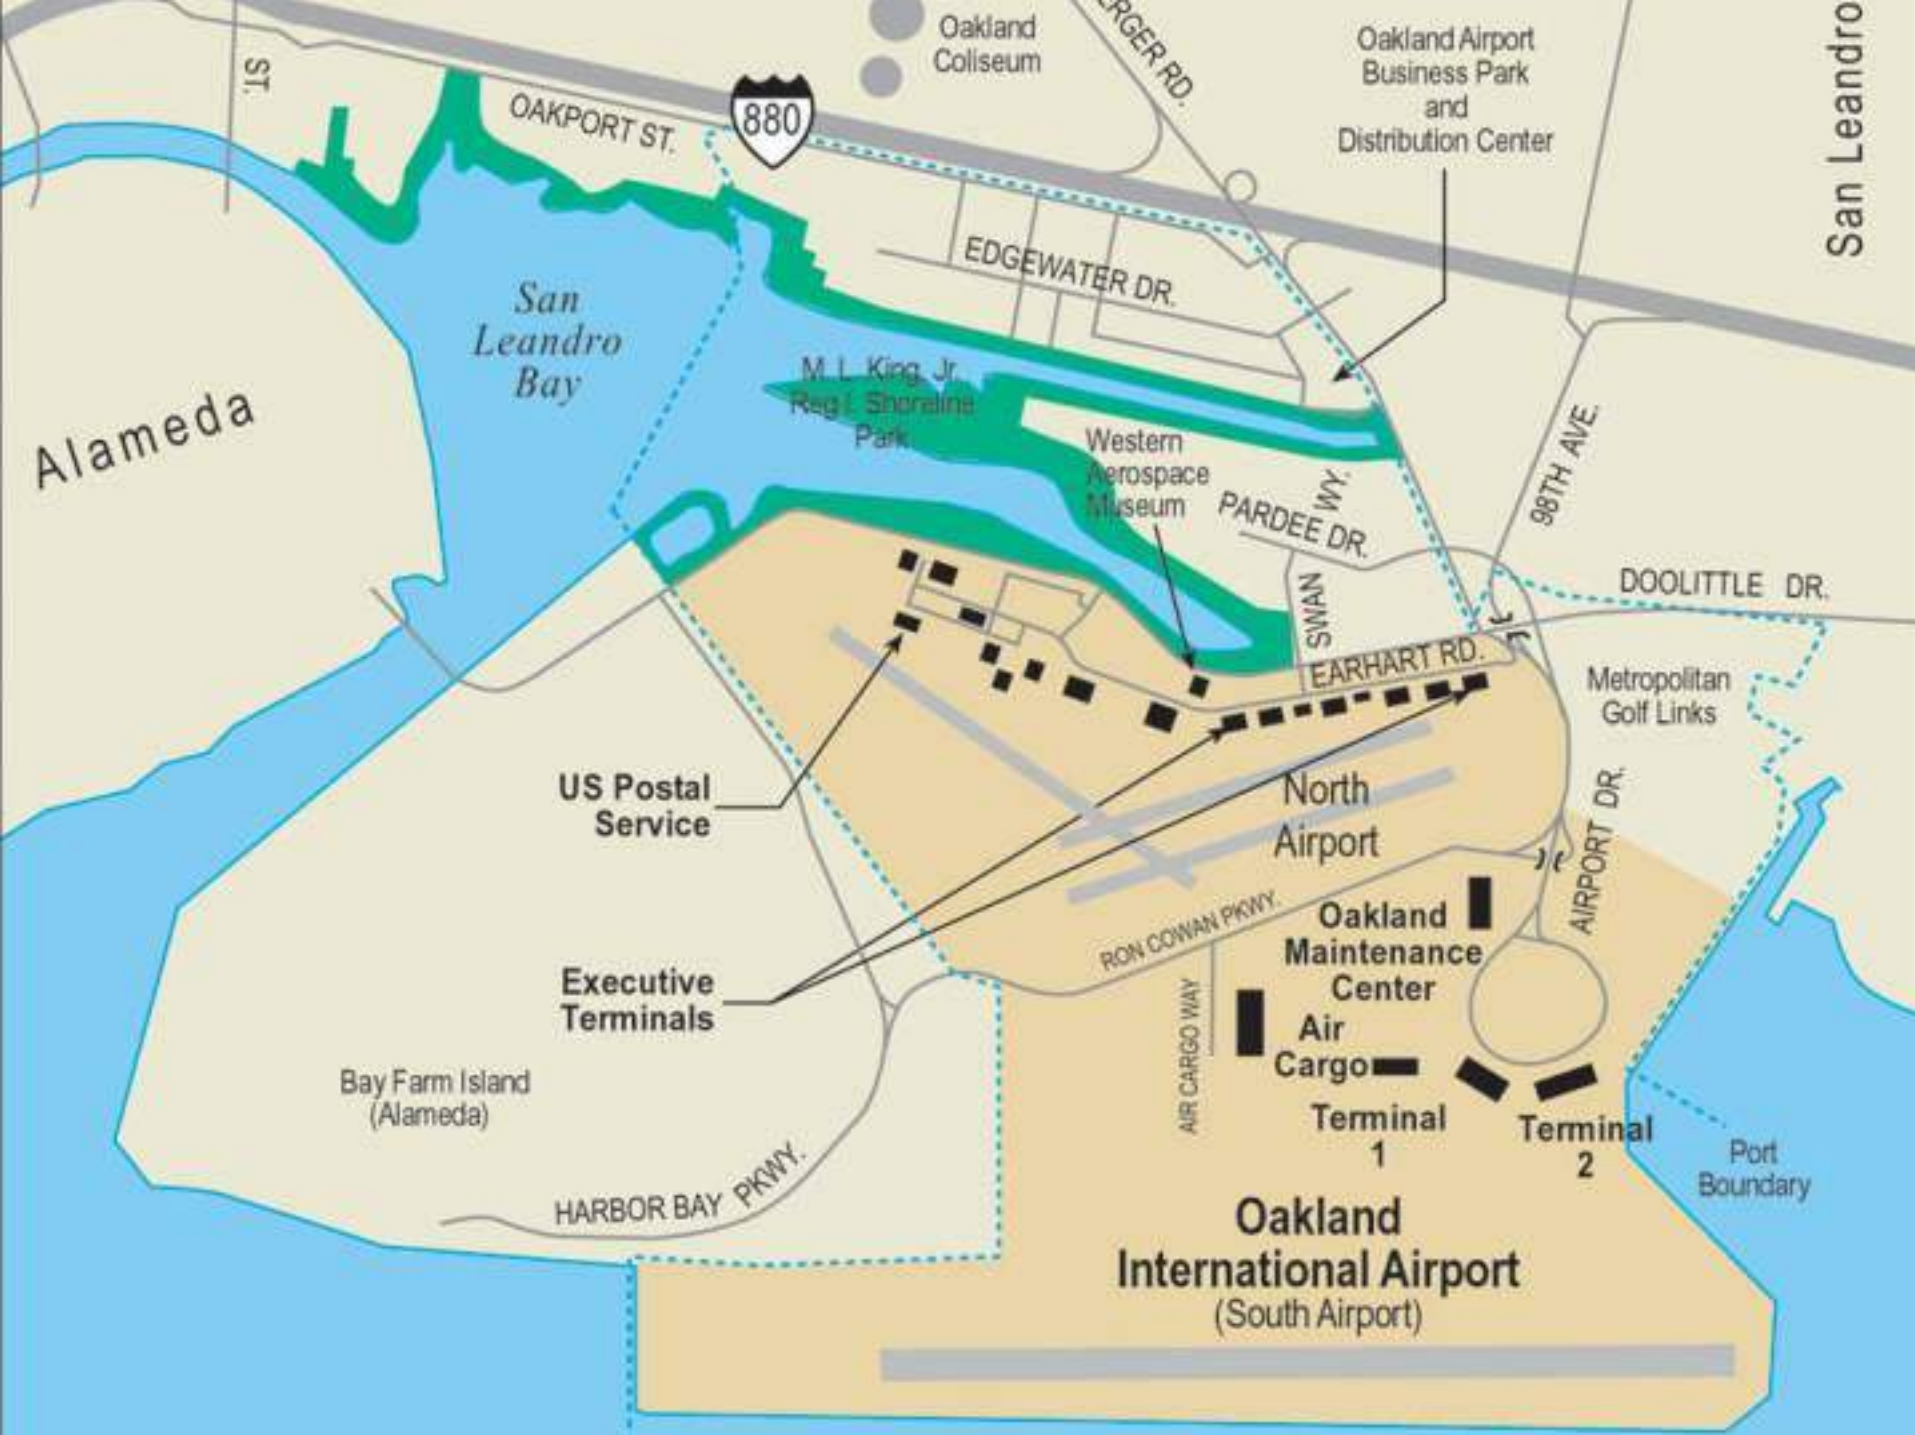 Oakland
Coliseum
ERGER RD.
Oakland Airport
Business Park
and
Distribution Center
San Leandro
ST.
OAKPORT ST.
880
EDGEWATER DR.
San
Leandro
Bay
M. L. King, Jr.
Reg'l. Shoreline
Park
Alameda
Western
Aerospace
Museum
PARDEE DR.
SWAN
WY.
98TH AVE.
DOOLITTLE DR.
EARHART RD.
Metropolitan
Golf Links
US Postal
Service
North
Airport
AIRPORT DR.
RON COWAN PKWY.
Oakland
Maintenance
Center
Executive
Terminals
AIR CARGO WAY
Air
Cargo
Bay Farm Island
(Alameda)
Terminal
1
Terminal
2
Port
Boundary
HARBOR BAY PKWY.
Oakland
International Airport
(South Airport)